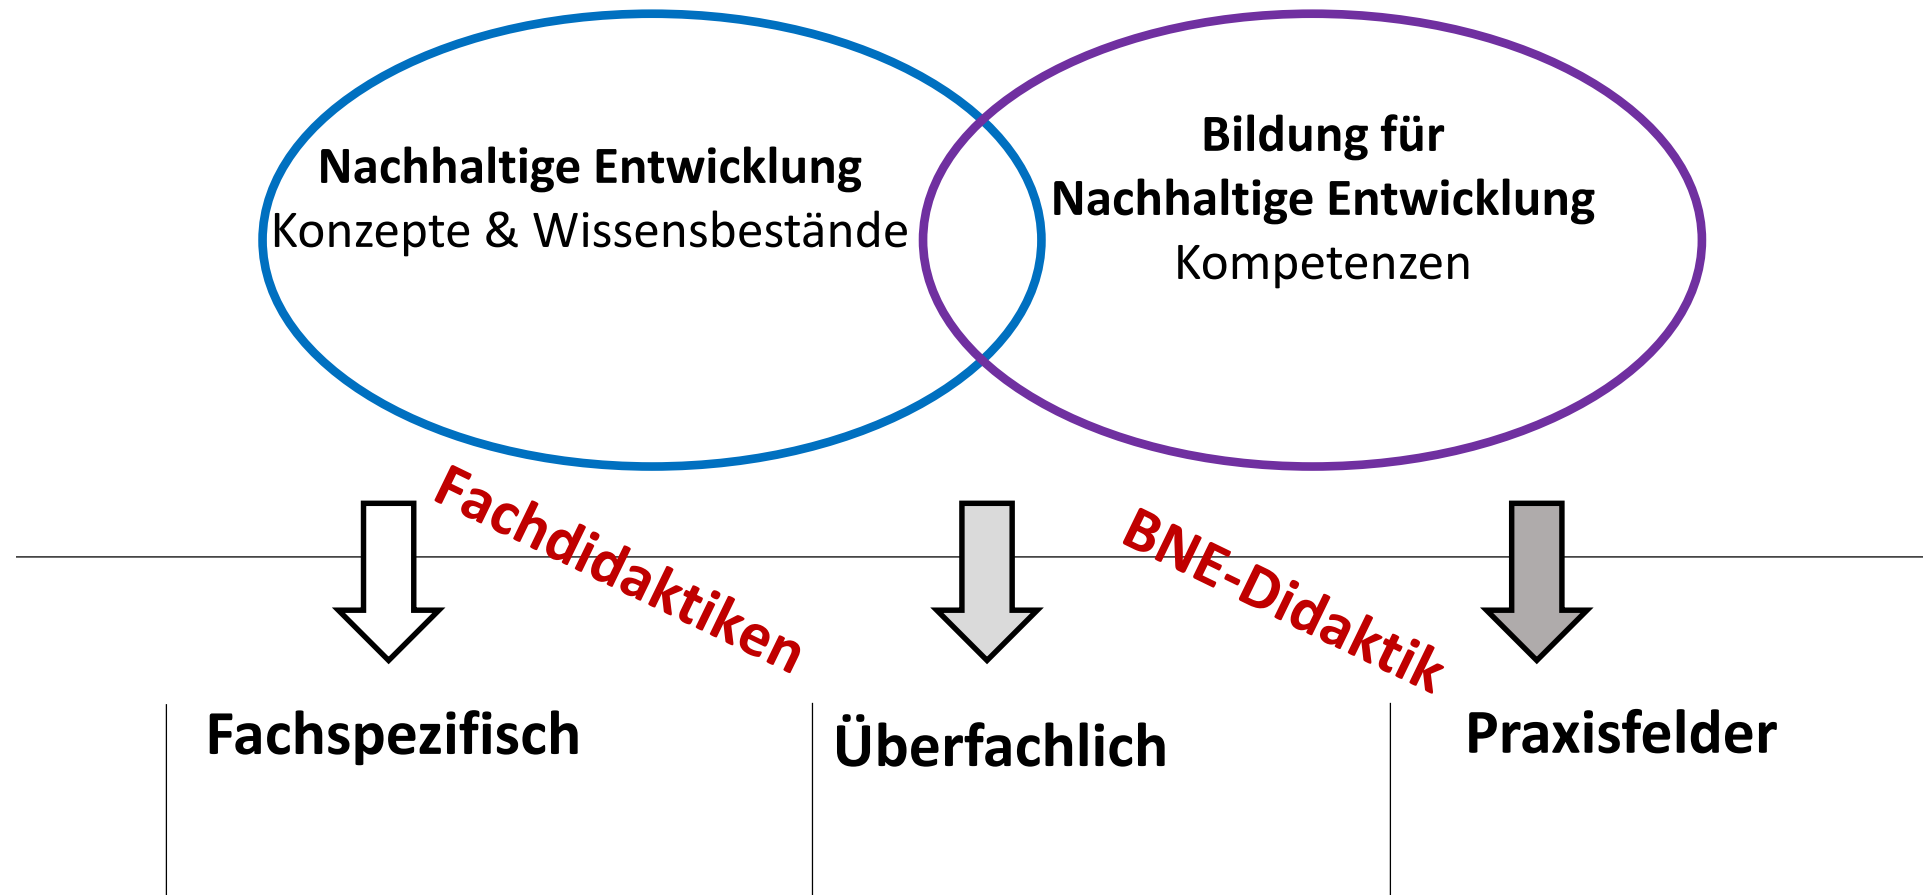 Nachhaltige Entwicklung
Konzepte & Wissensbestände
Bildung für
Nachhaltige Entwicklung
Kompetenzen
Fachdidaktiken
BNE-Didaktik
Fachspezifisch
Überfachlich
Praxisfelder